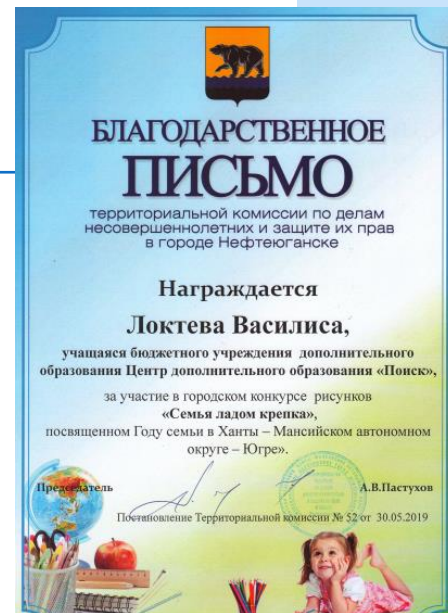 БЛАГОДАРСТВЕННОЕ
ПИСЬМО
территориальной комиссии по делам
несовершеннолетних и защите их прав
в городе Нефтеюганске
Награждается
Локтева Василиса,
учащаяся бюджетного учреждения дополнительного
образования Центр дополнительного образования «Поиск»,
за участие в городском конкурсе рисунков
«Семья ладом крепка»,
посвященном Году семьи в Ханты – Мансийском автономном
округе – Югре».
Председатель А.В.Пастухов
Постановление Территориальной комиссии № 52 от 30.05.2019